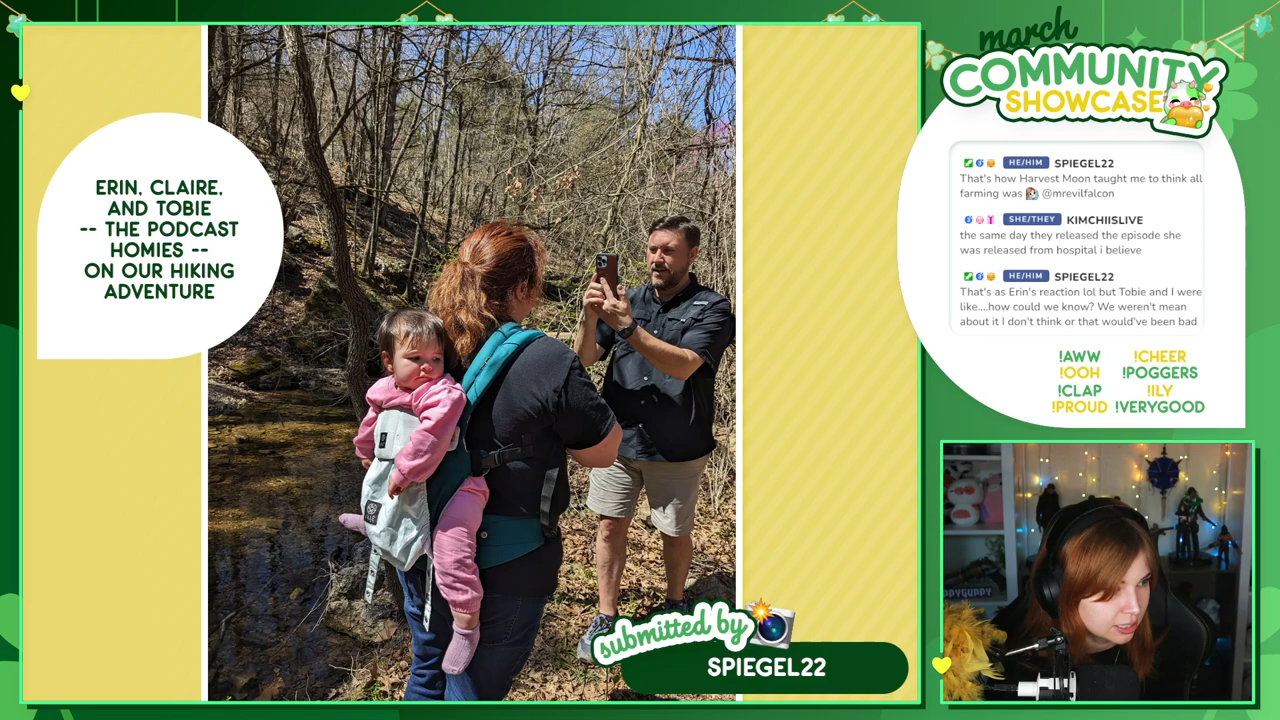 march
COMMUNITY
SHOWCASE
ERIN, CLAIRE,
AND TOBIE
-- THE PODCAST
HOMIES --
ON OUR HIKING
ADVENTURE
HE/HIM SPIEGEL22
That's how Harvest Moon taught me to think all
farming was @mrevilfalcon
SHE/THEY KIMCHIISLIVE
the same day they released the episode she
was released from hospital i believe
HE/HIM SPIEGEL22
That's as Erin's reaction lol but Tobie and I were
like....how could we know? We weren't mean
about it I don't think or that would've been bad
!AWW !CHEER
!OOH !POGGERS
!CLAP !ILY
!PROUD !VERYGOOD
submitted by
SPIEGEL22